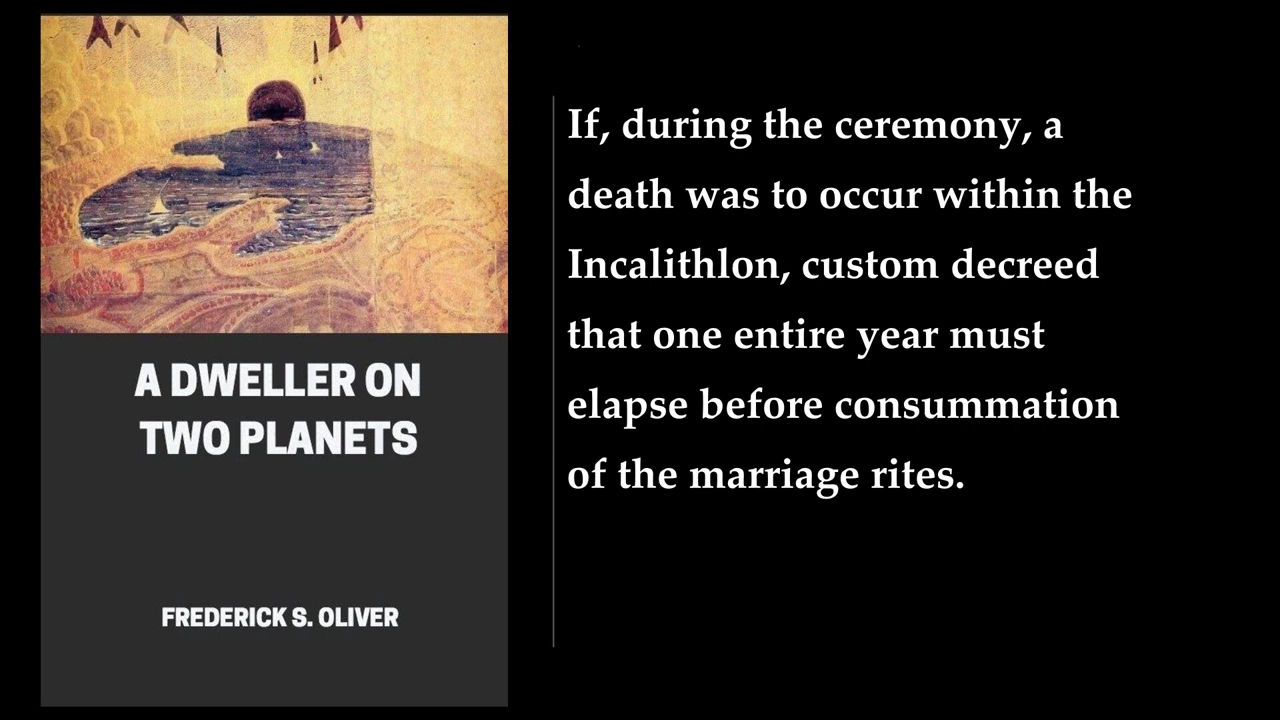 A DWELLER ON
TWO PLANETS
FREDERICK S. OLIVER
If, during the ceremony, a
death was to occur within the
Incalithlon, custom decreed
that one entire year must
elapse before consummation
of the marriage rites.